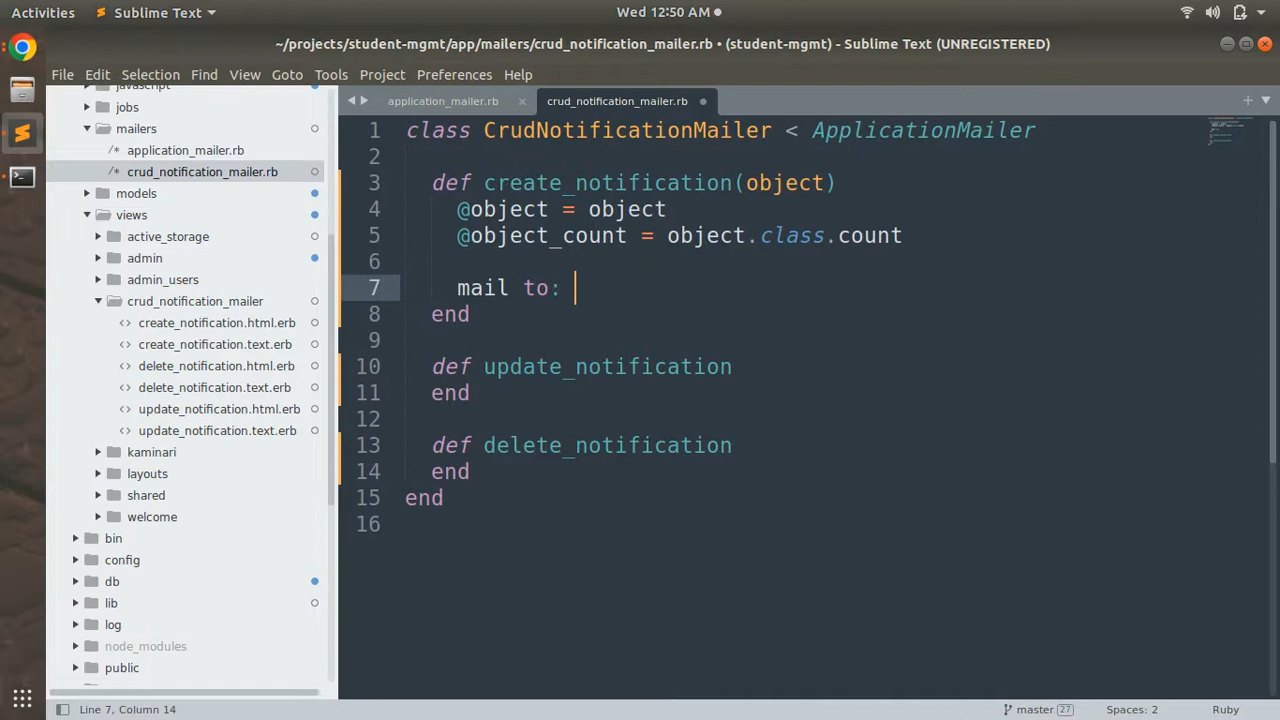 Activities Sublime Text Wed 12:50 AM
~/projects/student-mgmt/app/mailers/crud_notification_mailer.rb • (student-mgmt) - Sublime Text (UNREGISTERED)
File Edit Selection Find View Goto Tools Project Preferences Help
javascript
jobs
mailers
application_mailer.rb
crud_notification_mailer.rb
models
views
active_storage
admin
admin_users
crud_notification_mailer
create_notification.html.erb
create_notification.text.erb
delete_notification.html.erb
delete_notification.text.erb
update_notification.html.erb
update_notification.text.erb
kaminari
layouts
shared
welcome
bin
config
db
lib
log
node_modules
public
application_mailer.rb × crud_notification_mailer.rb
1 class CrudNotificationMailer < ApplicationMailer
2
3 def create_notification(object)
4 @object = object
5 @object_count = object.class.count
6
7 mail to:
8 end
9
10 def update_notification
11 end
12
13 def delete_notification
14 end
15 end
16
Line 7, Column 14 master 27 Spaces: 2 Ruby